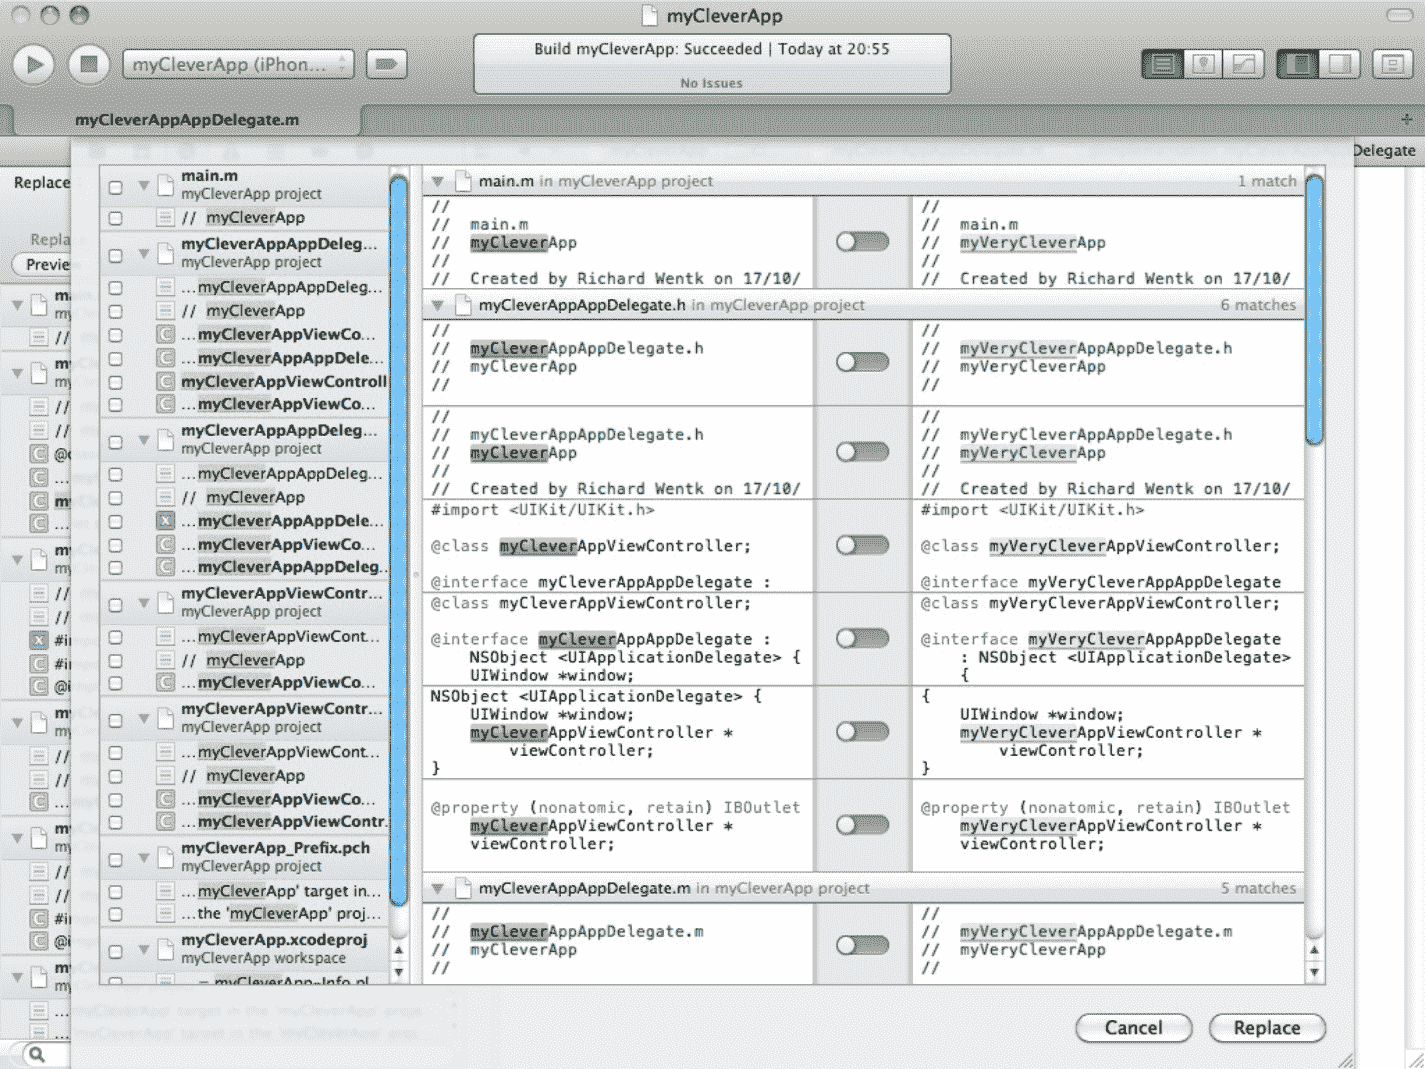 myCleverApp
myCleverApp (iPhon...
Build myCleverApp: Succeeded | Today at 20:55
No Issues
myCleverAppAppDelegate.m
Delegate
Replace
Previe
main.m
myCleverApp project
// myCleverApp
myCleverAppAppDeleg...
myCleverApp project
...myCleverAppAppDeleg...
// myCleverApp
...myCleverAppViewCo...
...myCleverAppAppDele...
myCleverAppViewControll
...myCleverAppViewCo...
myCleverAppAppDeleg...
myCleverApp project
...myCleverAppAppDeleg...
// myCleverApp
...myCleverAppAppDele...
...myCleverAppViewCo...
...myCleverAppAppDeleg..
myCleverAppViewContr...
myCleverApp project
...myCleverAppViewCont...
// myCleverApp
...myCleverAppViewCo...
myCleverAppViewContr...
myCleverApp project
...myCleverAppViewCont...
// myCleverApp
...myCleverAppViewCo...
...myCleverAppViewContr.
myCleverApp_Prefix.pch
myCleverApp project
...myCleverApp' target in...
...the 'myCleverApp' proj...
myCleverApp.xcodeproj
myCleverApp workspace
myCleverApp-Info.pl
main.m in myCleverApp project 1 match
//
// main.m
// myCleverApp
//
// Created by Richard Wentk on 17/10/
//
// main.m
// myVeryCleverApp
//
// Created by Richard Wentk on 17/10/
myCleverAppAppDelegate.h in myCleverApp project 6 matches
//
// myCleverAppAppDelegate.h
// myCleverApp
//
//
// myVeryCleverAppAppDelegate.h
// myVeryCleverApp
//
//
// myCleverAppAppDelegate.h
// myCleverApp
//
// Created by Richard Wentk on 17/10/
//
// myVeryCleverAppAppDelegate.h
// myVeryCleverApp
//
// Created by Richard Wentk on 17/10/
#import <UIKit/UIKit.h>
@class myCleverAppViewController;
@interface myCleverAppAppDelegate :
#import <UIKit/UIKit.h>
@class myVeryCleverAppViewController;
@interface myVeryCleverAppAppDelegate
@class myCleverAppViewController;
@interface myCleverAppAppDelegate :
NSObject <UIApplicationDelegate> {
UIWindow *window;
@class myVeryCleverAppViewController;
@interface myVeryCleverAppAppDelegate
: NSObject <UIApplicationDelegate>
{
NSObject <UIApplicationDelegate> {
UIWindow *window;
myCleverAppViewController *
viewController;
}
{
UIWindow *window;
myVeryCleverAppViewController *
viewController;
}
@property (nonatomic, retain) IBOutlet
myCleverAppViewController *
viewController;
@property (nonatomic, retain) IBOutlet
myVeryCleverAppViewController *
viewController;
myCleverAppAppDelegate.m in myCleverApp project 5 matches
//
// myCleverAppAppDelegate.m
// myCleverApp
//
//
// myVeryCleverAppAppDelegate.m
// myVeryCleverApp
//
Cancel
Replace